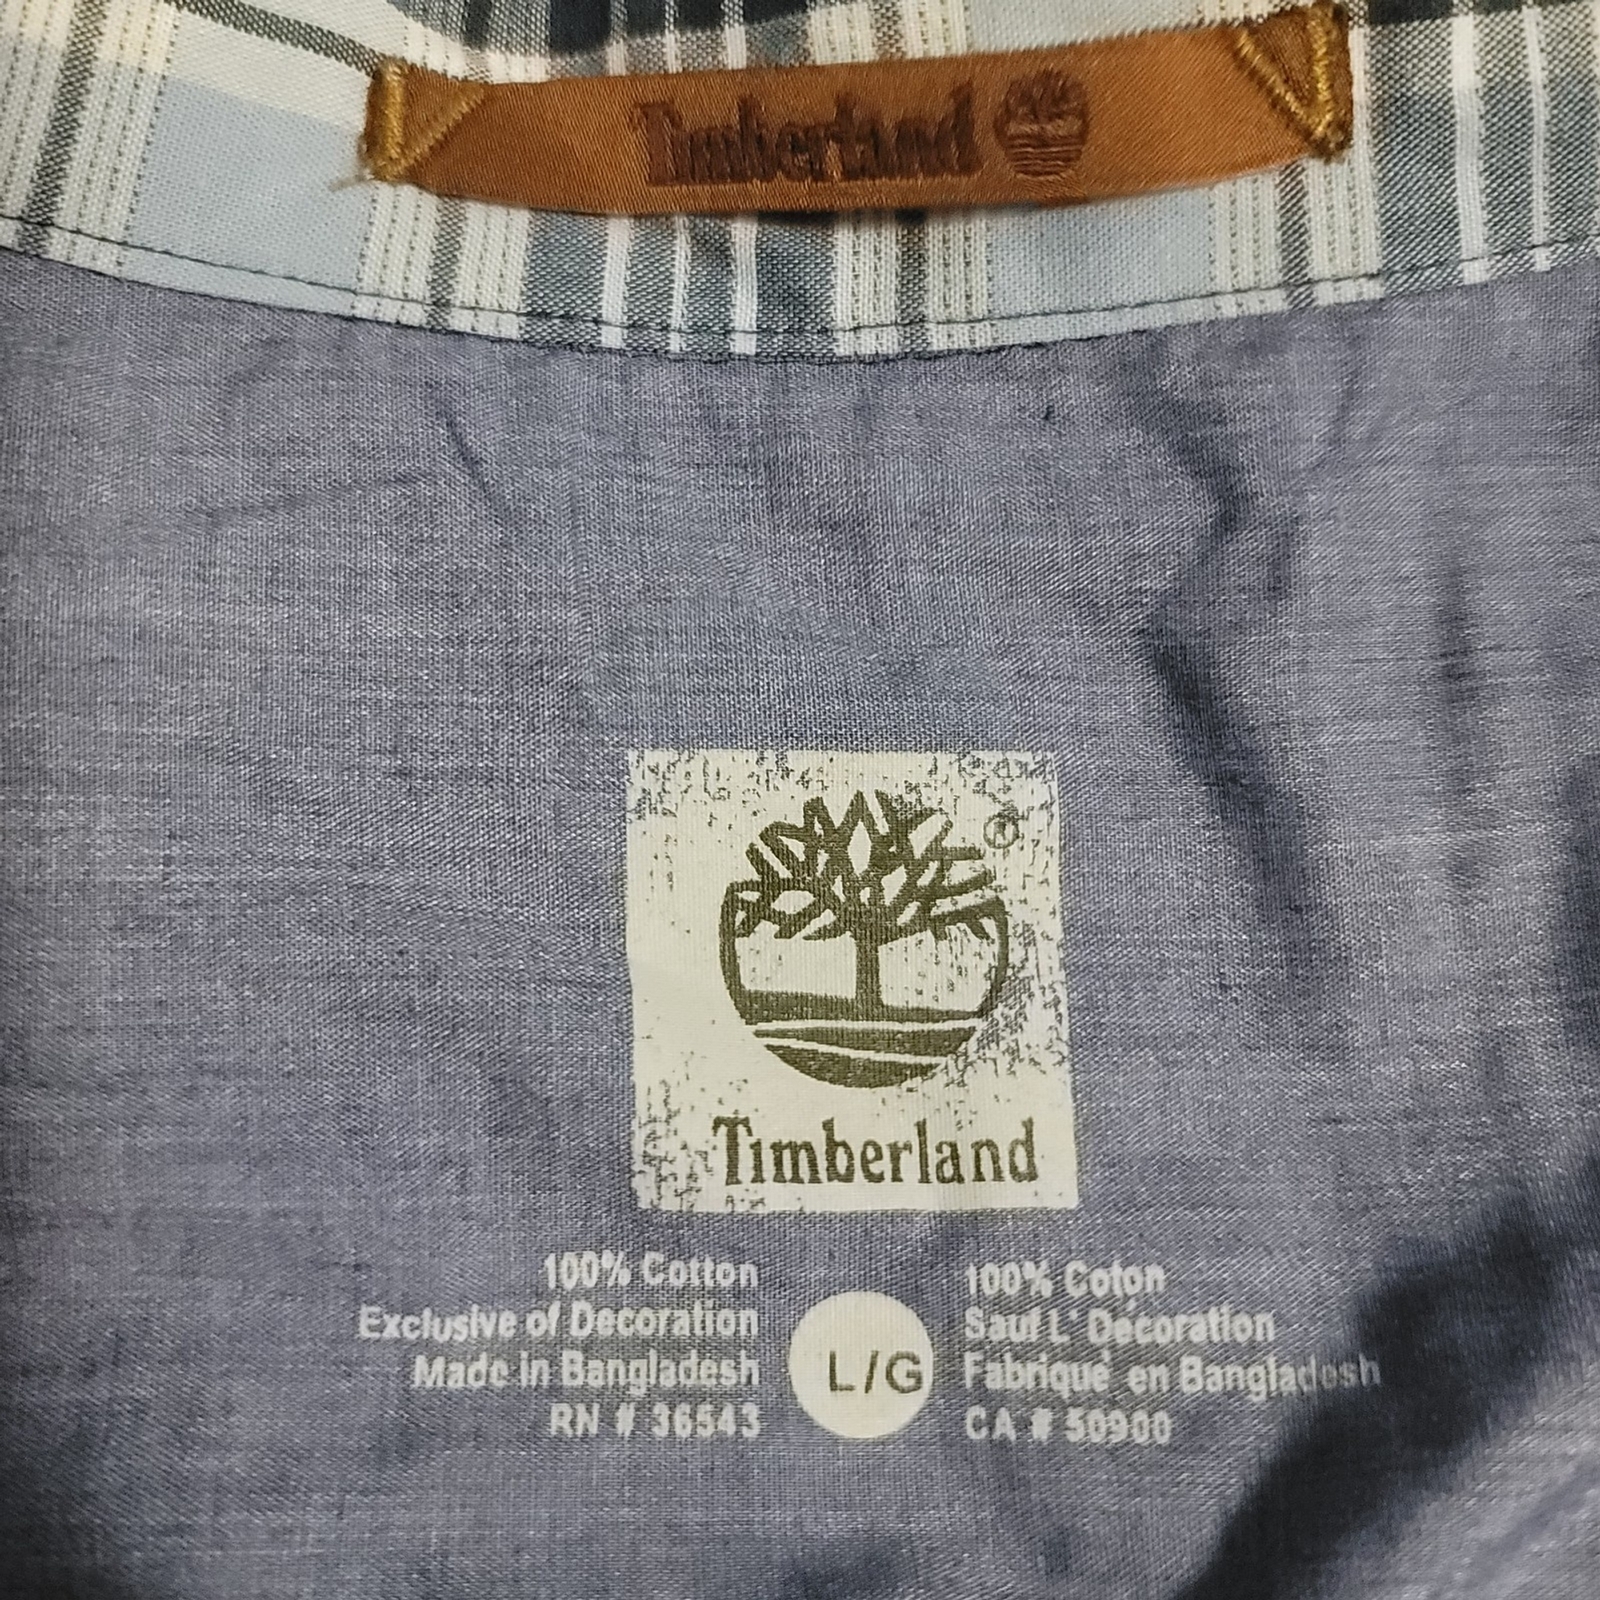 Timberland
®
Timberland
100% Cotton
Exclusive of Decoration
Made in Bangladesh
RN # 36543
L/G
100% Coton
Sauf L' Décoration
Fabriqué en Bangladesh
CA # 50900